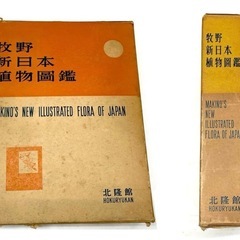 牧野
新日本
植物圖鑑
MAKINO'S NEW ILLUSTRATED FLORA OF JAPAN
北隆館
HOKURYUKAN
牧野
新日本
植物圖鑑
MAKINO'S NEW
ILLUSTRATED
FLORA OF JAPAN
北隆館
HOKURYUKAN